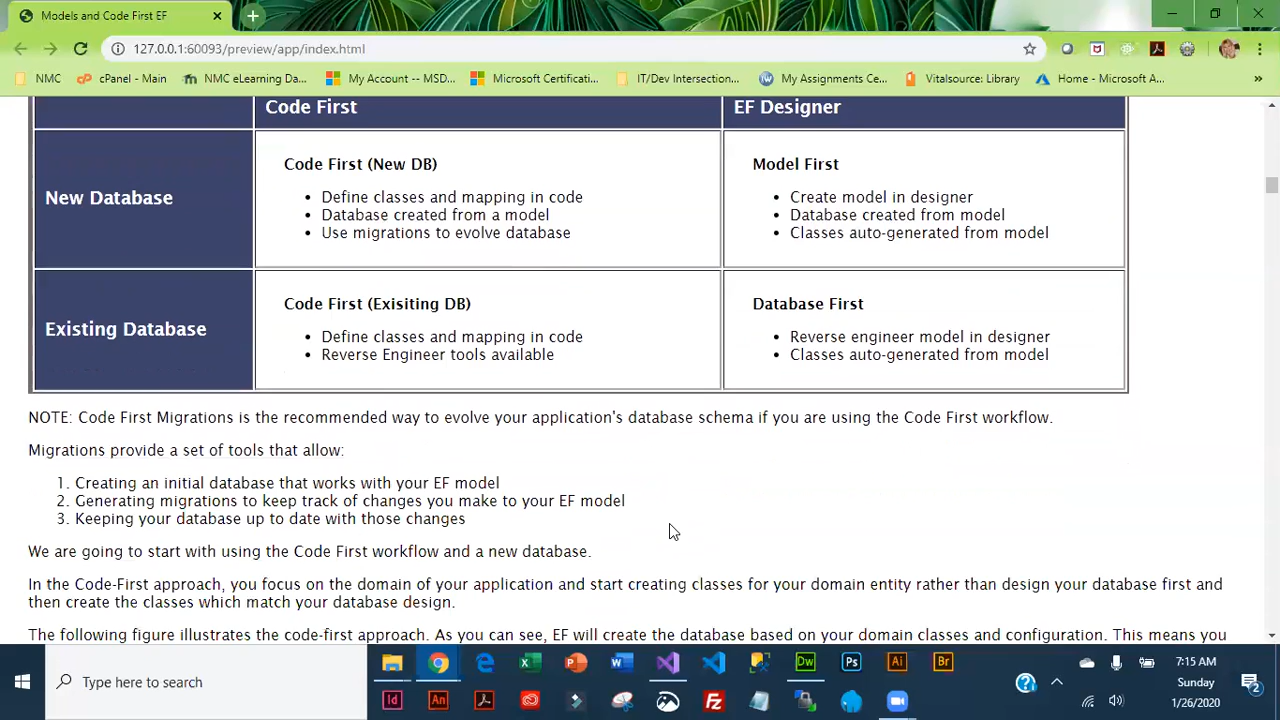 Models and Code First EF
127.0.0.1:60093/preview/app/index.html
NMC
cPanel - Main
NMC eLearning Da...
My Account -- MSD...
Microsoft Certificati...
IT/Dev Intersection...
My Assignments Ce...
Vitalsource: Library
Home - Microsoft A...
»
Code First
EF Designer
New Database
Code First (New DB)
• Define classes and mapping in code
• Database created from a model
• Use migrations to evolve database
Model First
• Create model in designer
• Database created from model
• Classes auto-generated from model
Existing Database
Code First (Exisiting DB)
• Define classes and mapping in code
• Reverse Engineer tools available
Database First
• Reverse engineer model in designer
• Classes auto-generated from model
NOTE: Code First Migrations is the recommended way to evolve your application's database schema if you are using the Code First workflow.
Migrations provide a set of tools that allow:
1. Creating an initial database that works with your EF model
2. Generating migrations to keep track of changes you make to your EF model
3. Keeping your database up to date with those changes
We are going to start with using the Code First workflow and a new database.
In the Code-First approach, you focus on the domain of your application and start creating classes for your domain entity rather than design your database first and
then create the classes which match your database design.
The following figure illustrates the code-first approach. As you can see, EF will create the database based on your domain classes and configuration. This means you
Type here to search
Dw
Ps
Ai
Br
Id
An
Fz
7:15 AM
Sunday
1/26/2020
2